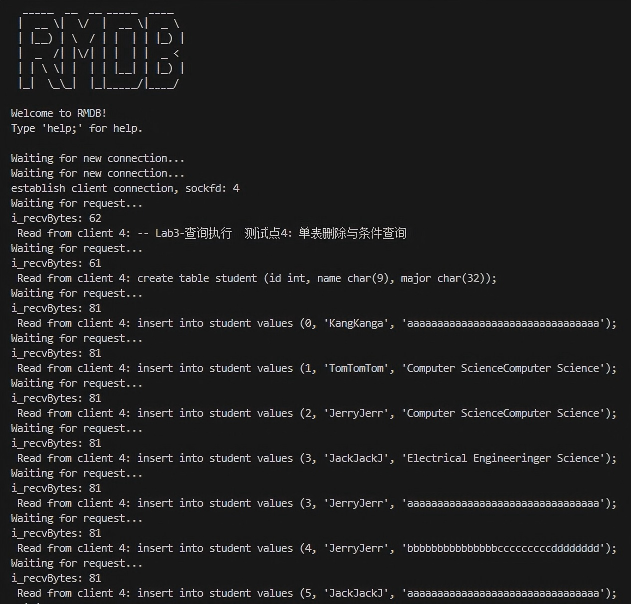 RMDB
Welcome to RMDB!
Type 'help;' for help.
Waiting for new connection...
Waiting for new connection...
establish client connection, sockfd: 4
Waiting for request...
i_recvBytes: 62
Read from client 4: -- Lab3-查询执行  测试点4: 单表删除与条件查询
Waiting for request...
i_recvBytes: 61
Read from client 4: create table student (id int, name char(9), major char(32));
Waiting for request...
i_recvBytes: 81
Read from client 4: insert into student values (0, 'KangKanga', 'aaaaaaaaaaaaaaaaaaaaaaaaaaaaaaaa');
Waiting for request...
i_recvBytes: 81
Read from client 4: insert into student values (1, 'TomTomTom', 'Computer ScienceComputer Science');
Waiting for request...
i_recvBytes: 81
Read from client 4: insert into student values (2, 'JerryJerr', 'Computer ScienceComputer Science');
Waiting for request...
i_recvBytes: 81
Read from client 4: insert into student values (3, 'JackJackJ', 'Electrical Engineeringer Science');
Waiting for request...
i_recvBytes: 81
Read from client 4: insert into student values (3, 'JerryJerr', 'aaaaaaaaaaaaaaaaaaaaaaaaaaaaaaaa');
Waiting for request...
i_recvBytes: 81
Read from client 4: insert into student values (4, 'JerryJerr', 'bbbbbbbbbbbbbbbcccccccccdddddddd');
Waiting for request...
i_recvBytes: 81
Read from client 4: insert into student values (5, 'JackJackJ', 'aaaaaaaaaaaaaaaaaaaaaaaaaaaaaaaa');